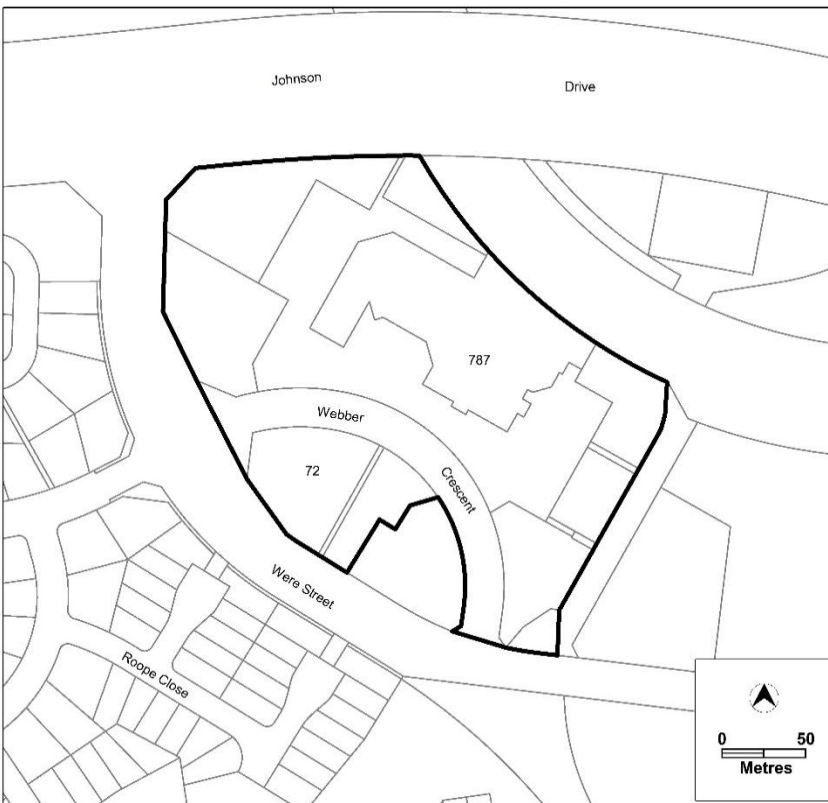 Johnson
Drive
787
Webber
72
Crescent
Were Street
Roope Close
0 50
Metres